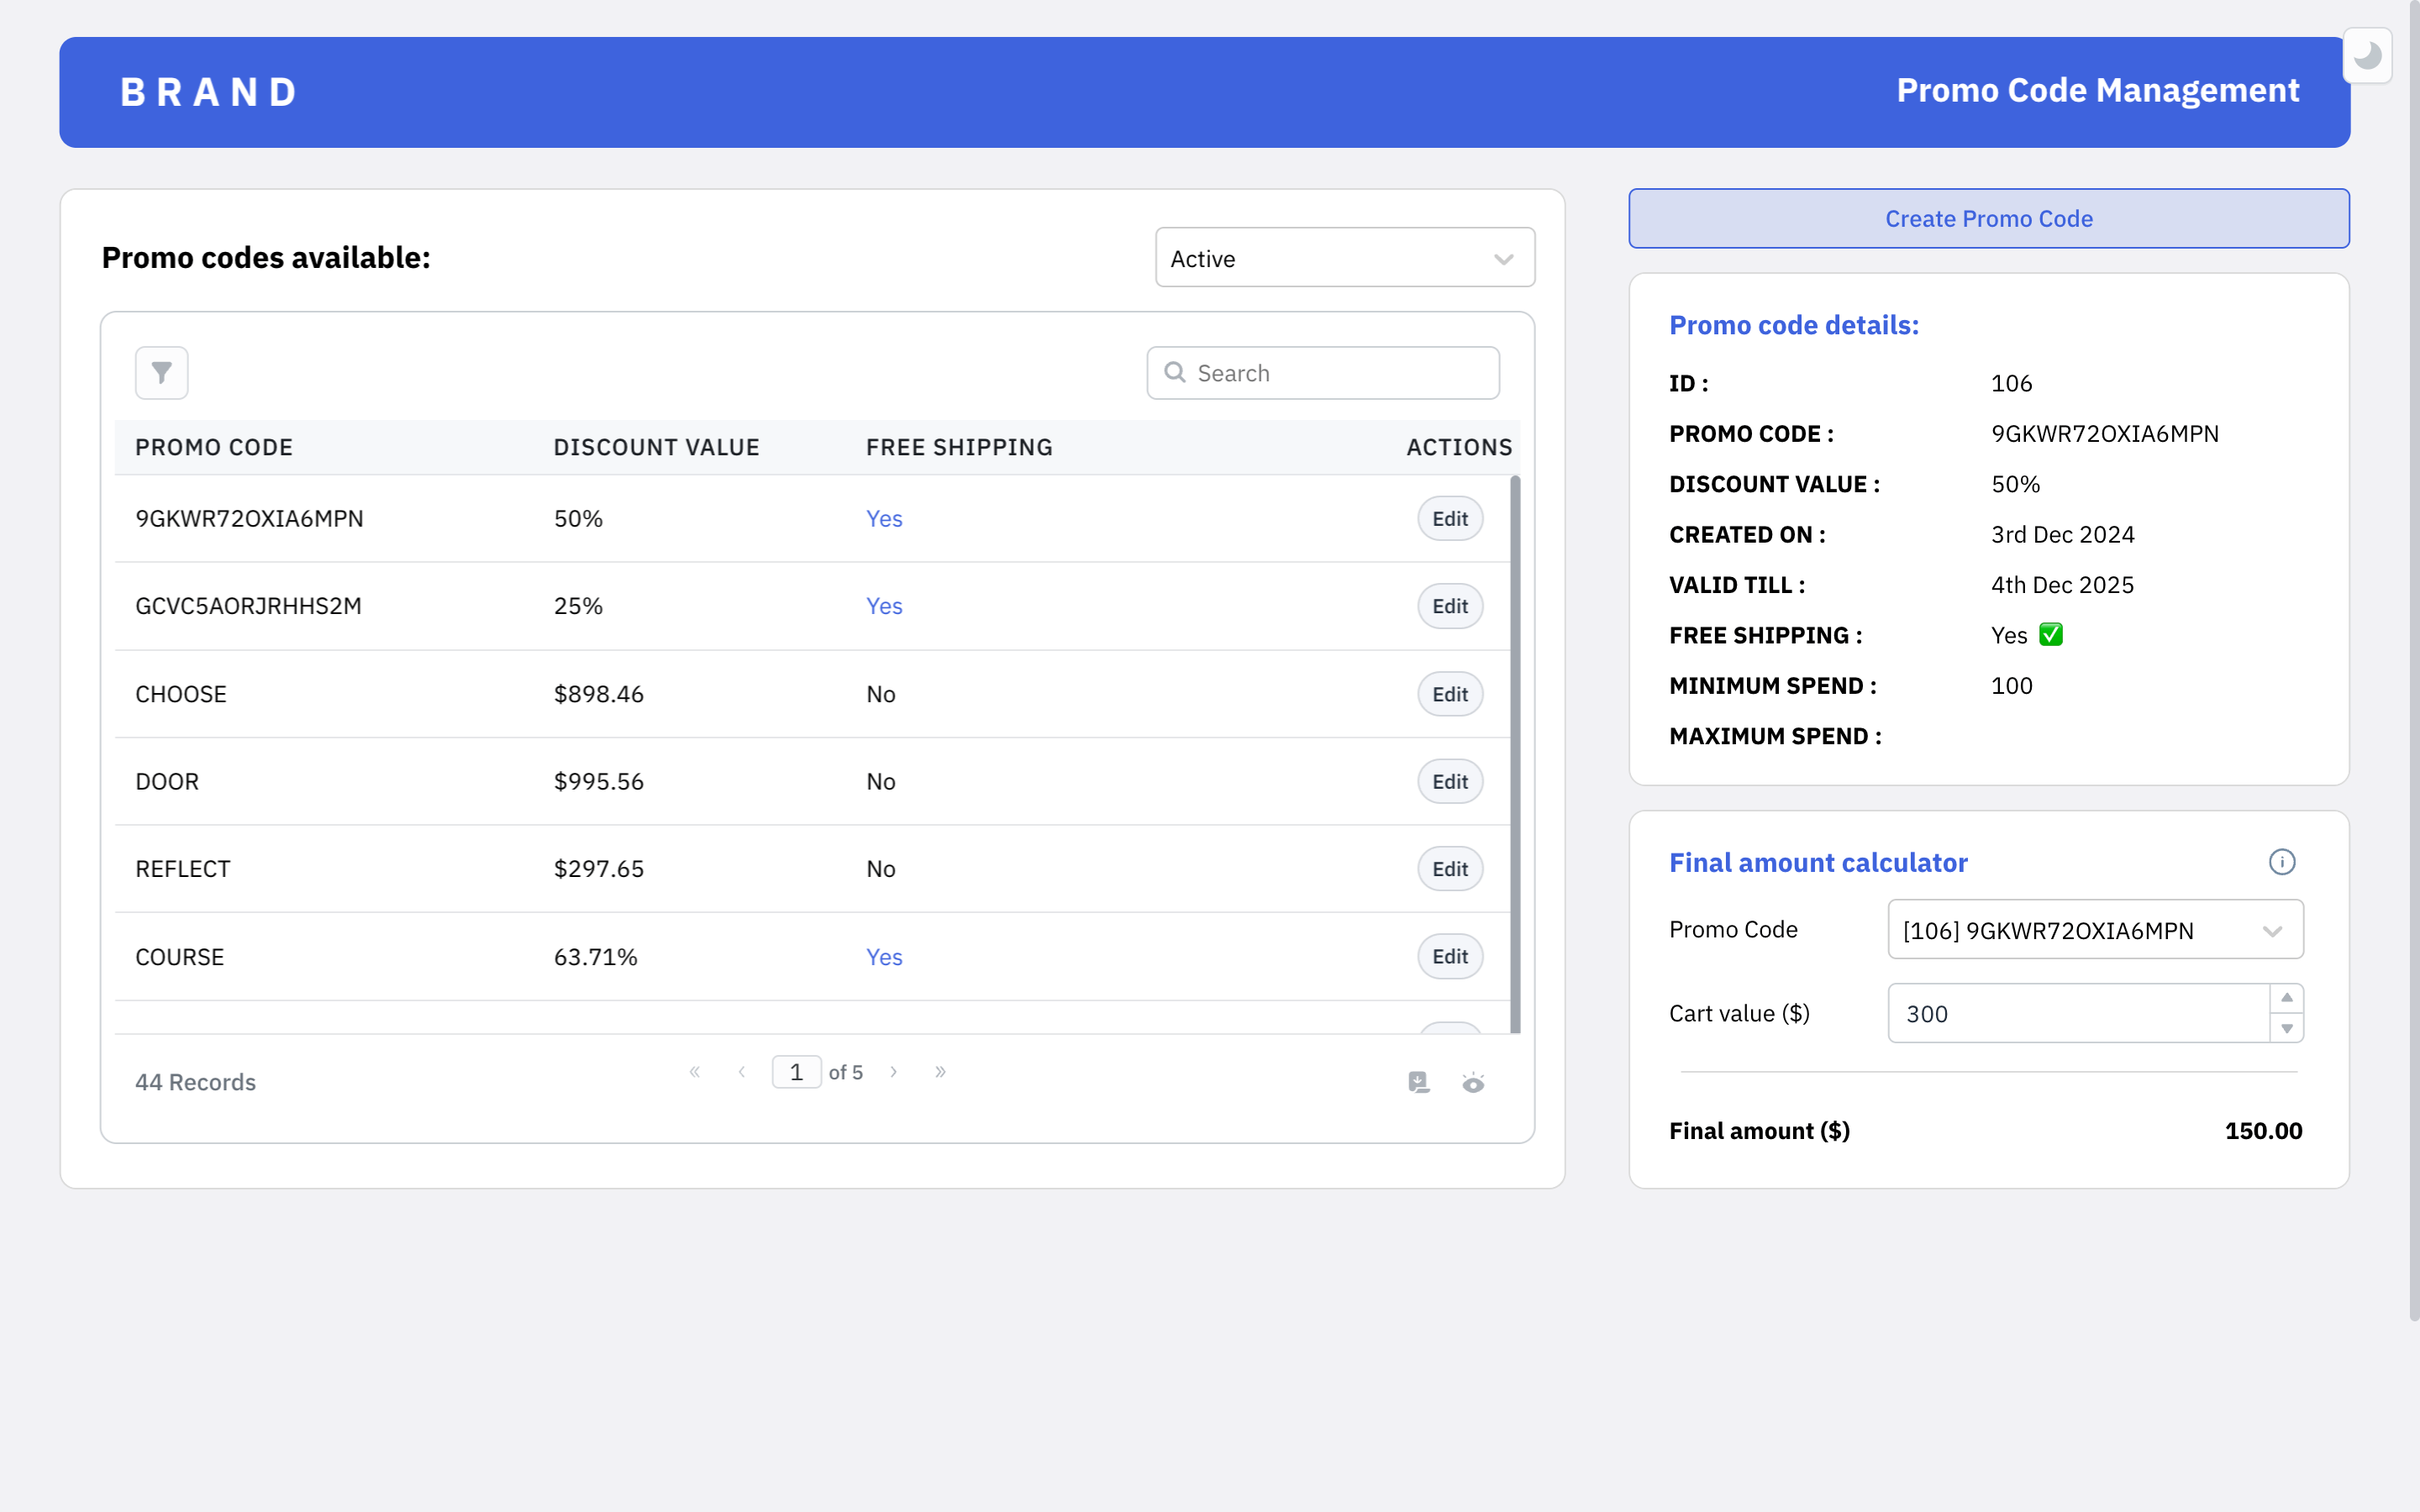 BRAND
Promo Code Management
Promo codes available:
Active
Search
PROMO CODE DISCOUNT VALUE FREE SHIPPING ACTIONS
9GKWR72OXIA6MPN 50% Yes Edit
GCVC5AORJRHHS2M 25% Yes Edit
CHOOSE $898.46 No Edit
DOOR $995.56 No Edit
REFLECT $297.65 No Edit
COURSE 63.71% Yes Edit
44 Records « ‹ 1 of 5 › »
Create Promo Code
Promo code details:
ID : 106
PROMO CODE : 9GKWR72OXIA6MPN
DISCOUNT VALUE : 50%
CREATED ON : 3rd Dec 2024
VALID TILL : 4th Dec 2025
FREE SHIPPING : Yes ✅
MINIMUM SPEND : 100
MAXIMUM SPEND :
Final amount calculator
Promo Code [106] 9GKWR72OXIA6MPN
Cart value ($) 300
Final amount ($) 150.00